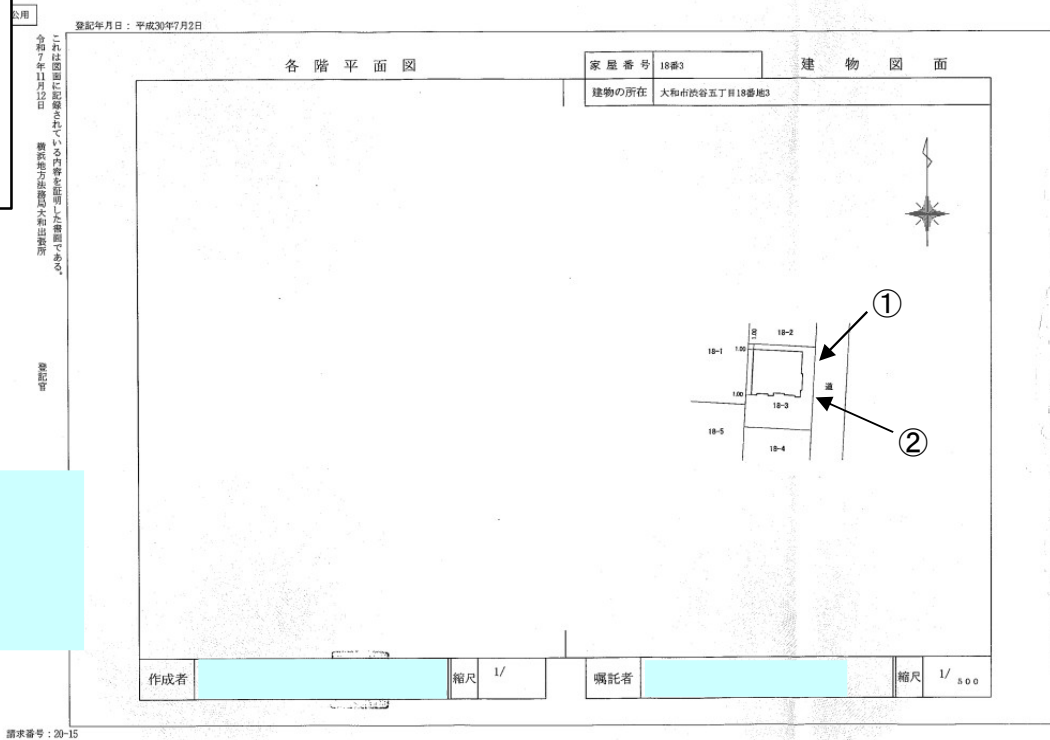 公用
登記年月日：平成30年7月2日
これは図面に記録されている内容を証明した書面である。
令和7年11月12日　横浜地方法務局大和出張所
登記官
各階平面図
家屋番号 18番3
建物図面
建物の所在 大和市渋谷五丁目18番地3
①
1.00
18-2
18-1
1.00
道
1.00
18-3
18-5
②
18-4
作成者
縮尺 1/
嘱託者
縮尺 1/500
請求番号：20-15